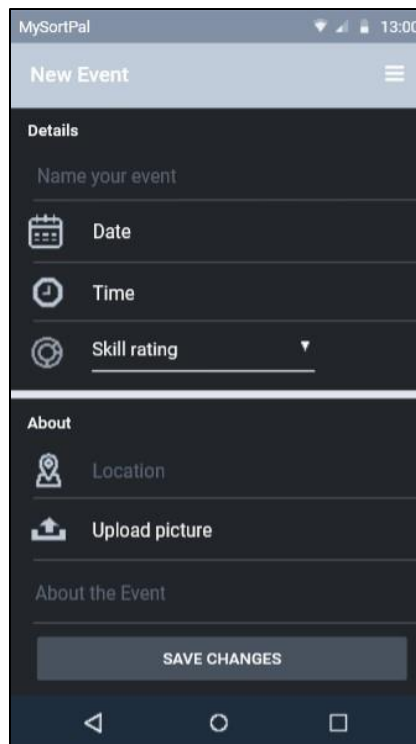 MySortPal 13:00
New Event
Details
Name your event
Date
Time
Skill rating
About
Location
Upload picture
About the Event
SAVE CHANGES